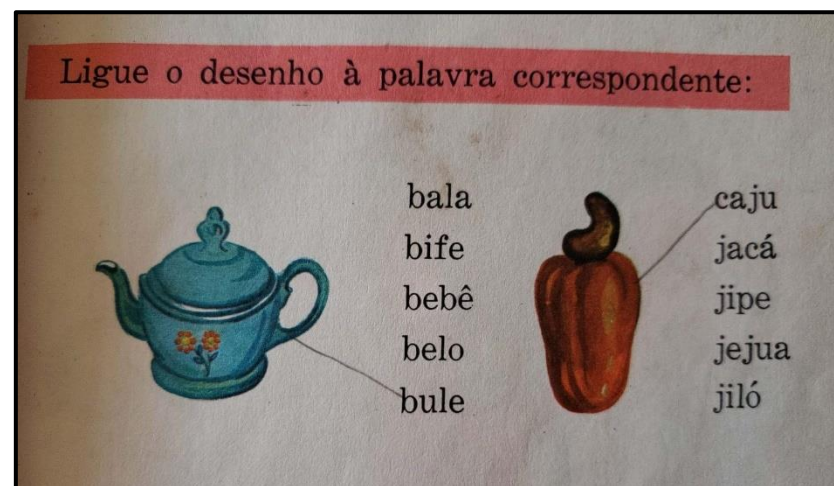 Ligue o desenho à palavra correspondente:
bala
bife
bebê
belo
bule
caju
jacá
jipe
jejua
jiló